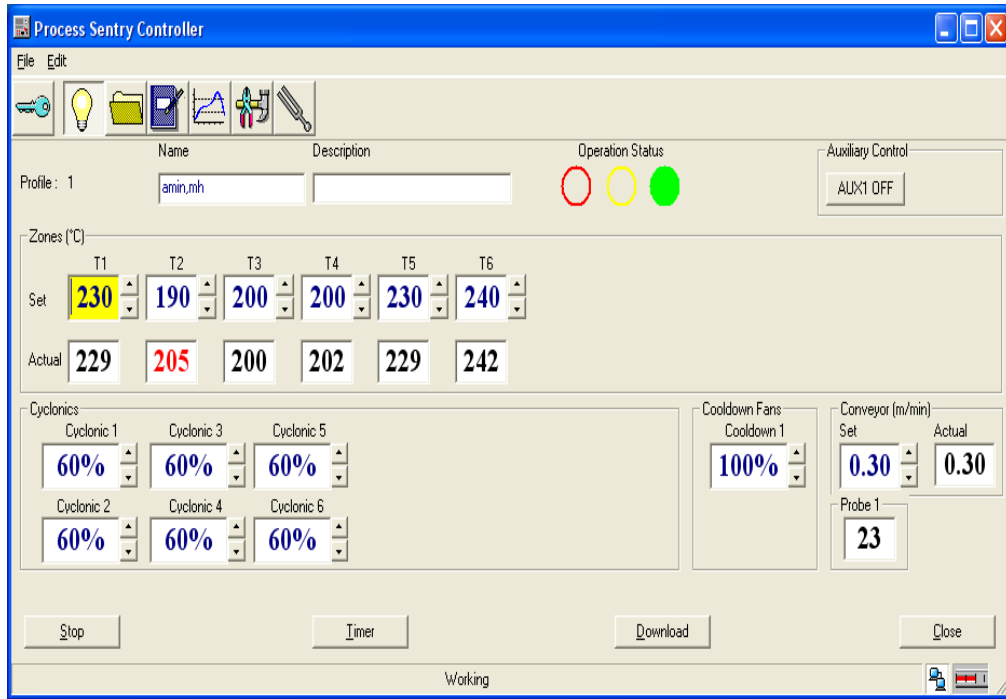 Process Sentry Controller
File Edit
Name Description Operation Status Auxiliary Control
Profile : 1 amin,mh AUX1 OFF
Zones (°C)
T1 T2 T3 T4 T5 T6
Set 230 190 200 200 230 240
Actual 229 205 200 202 229 242
Cyclonics Cooldown Fans Conveyor (m/min)
Cyclonic 1 Cyclonic 3 Cyclonic 5 Cooldown 1 Set Actual
60% 60% 60% 100% 0.30 0.30
Cyclonic 2 Cyclonic 4 Cyclonic 6 Probe 1
60% 60% 60% 23
Stop Timer Download Close
Working